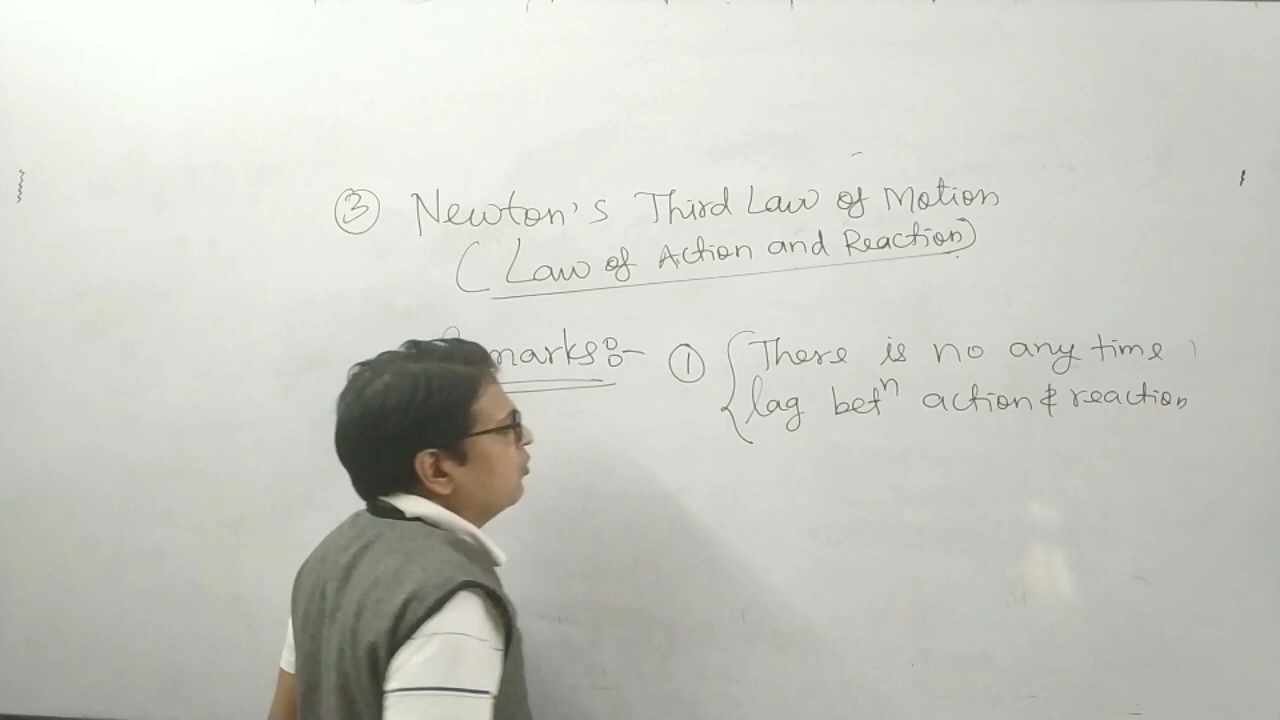 ③ Newton's Third Law of Motion
(Law of Action and Reaction)
marks:- ① { There is no any time
lag betⁿ action & reaction